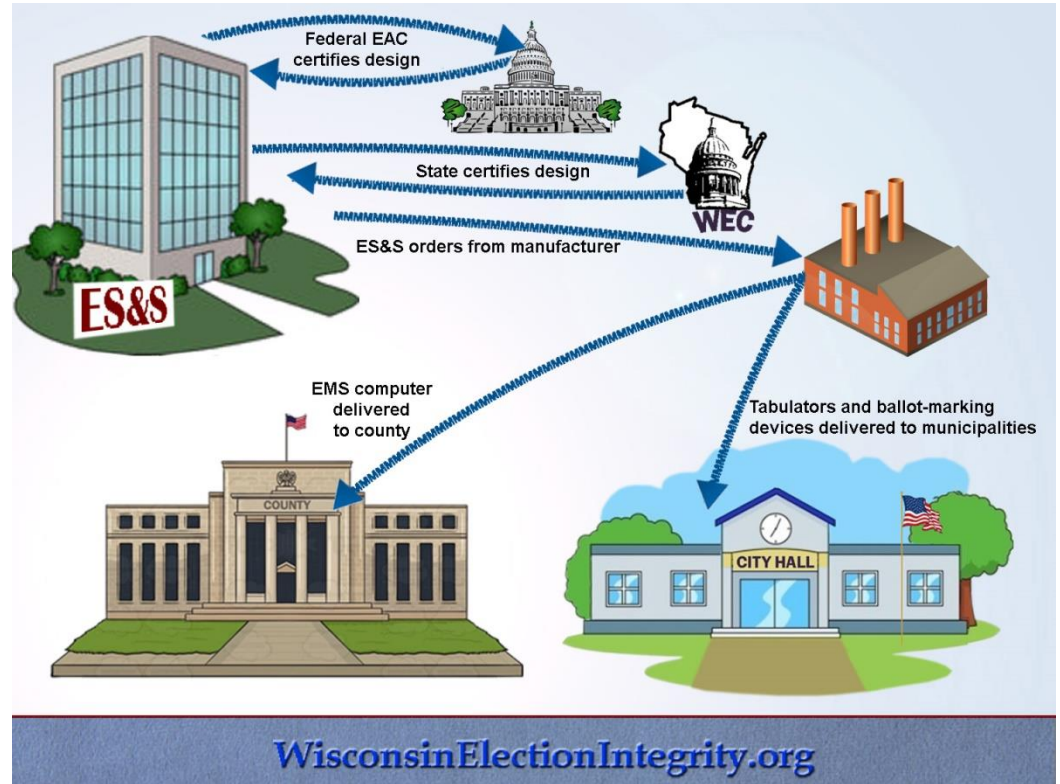 Federal EAC
certifies design
State certifies design
WEC
ES&S orders from manufacturer
ES&S
EMS computer
delivered
to county
Tabulators and ballot-marking
devices delivered to municipalities
COUNTY
CITY HALL
WisconsinElectionIntegrity.org